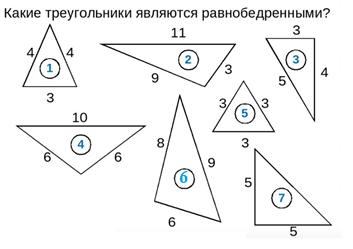 Какие треугольники являются равнобедренными?
4 1 4
3
11
9 2 3
3
5 3 4
10
6 4 6
3 5 3
3
8 6 9
6
5 7
5